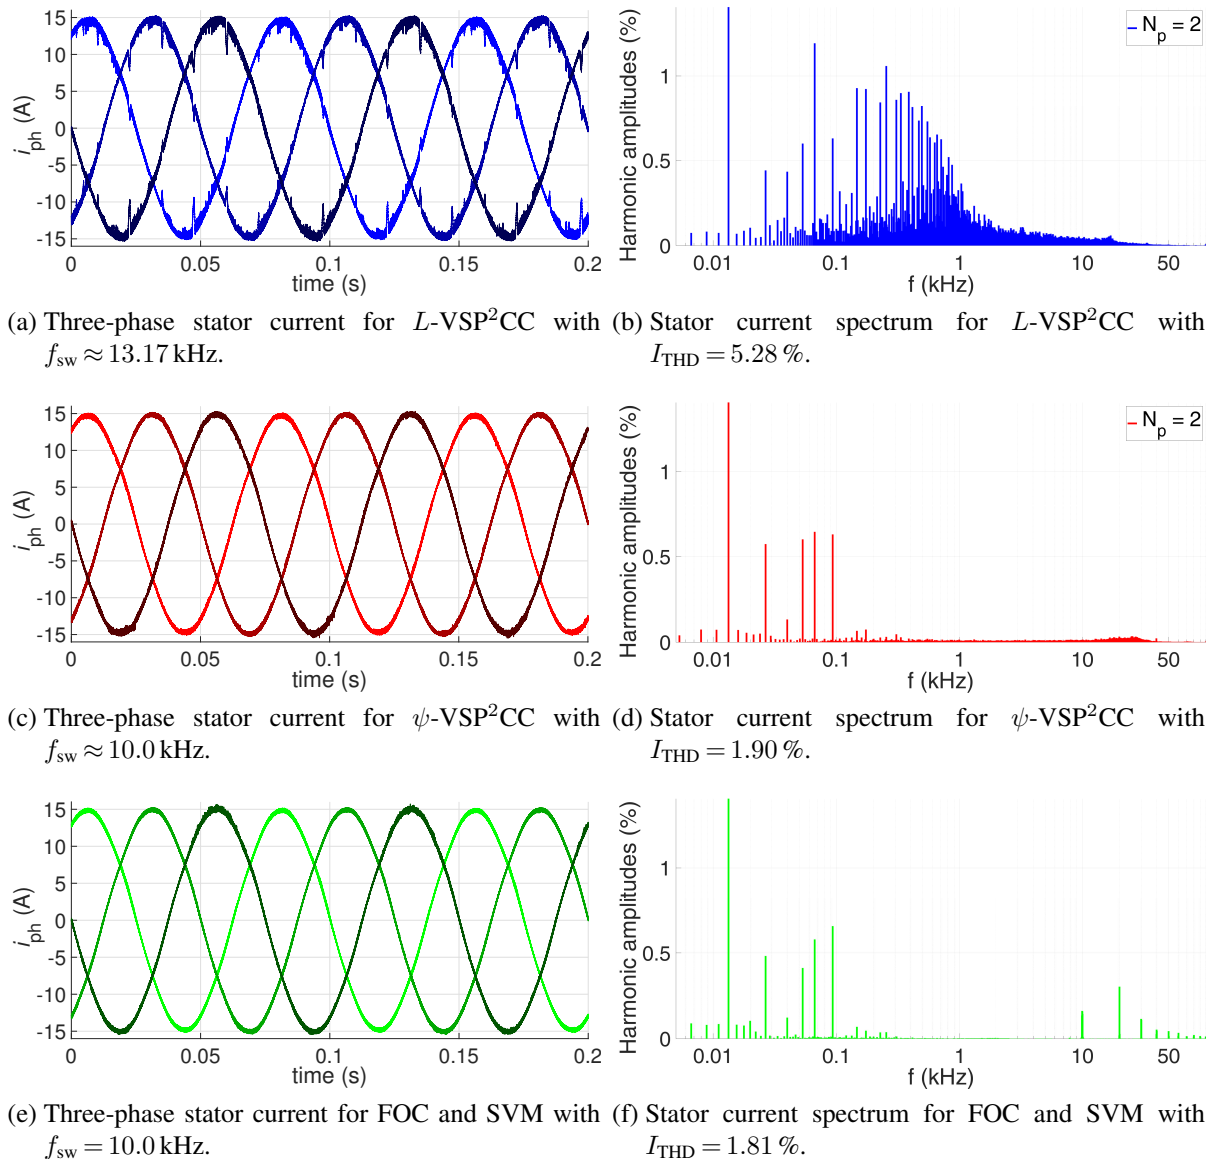 15
10
5
0
-5
-10
-15
i_ph (A)
0
0.05
0.1
0.15
0.2
time (s)
Harmonic amplitudes (%)
1
0.5
0
N_p = 2
0.01
0.1
1
10
50
f (kHz)
(a) Three-phase stator current for L-VSP²CC with
f_sw ≈ 13.17 kHz.
(b) Stator current spectrum for L-VSP²CC with
I_THD = 5.28 %.
15
10
5
0
-5
-10
-15
i_ph (A)
0
0.05
0.1
0.15
0.2
time (s)
Harmonic amplitudes (%)
1
0.5
0
N_p = 2
0.01
0.1
1
10
50
f (kHz)
(c) Three-phase stator current for ψ-VSP²CC with
f_sw ≈ 10.0 kHz.
(d) Stator current spectrum for ψ-VSP²CC with
I_THD = 1.90 %.
15
10
5
0
-5
-10
-15
i_ph (A)
0
0.05
0.1
0.15
0.2
time (s)
Harmonic amplitudes (%)
1
0.5
0
0.01
0.1
1
10
50
f (kHz)
(e) Three-phase stator current for FOC and SVM with
f_sw = 10.0 kHz.
(f) Stator current spectrum for FOC and SVM with
I_THD = 1.81 %.